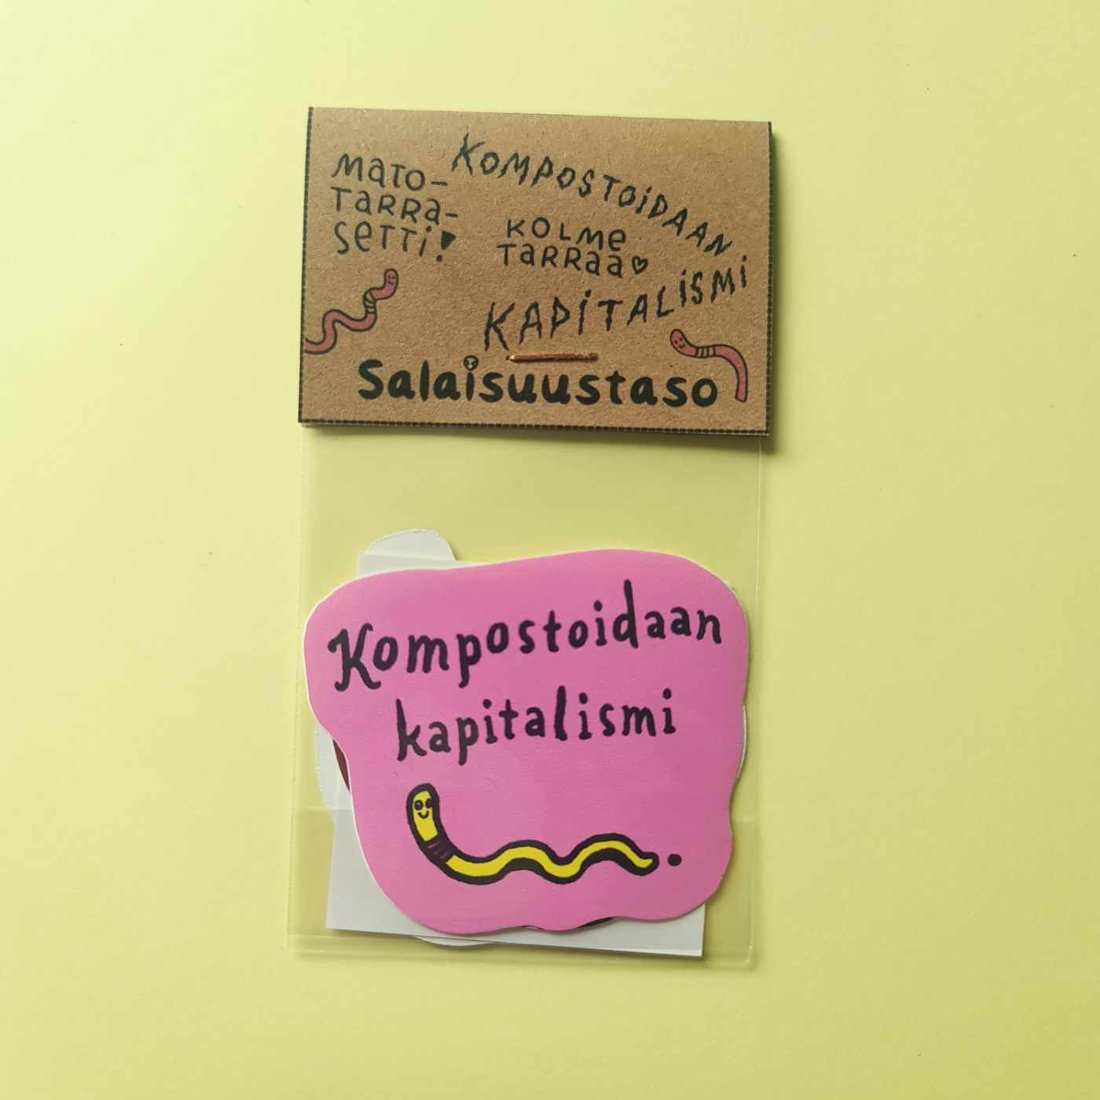 Mato-
tarra-
setti!
KOMPOSTOIDAAN
KOLME
TARRAA♡
KAPITALISMI
Salaisuustaso
Kompostoidaan
kapitalismi
.